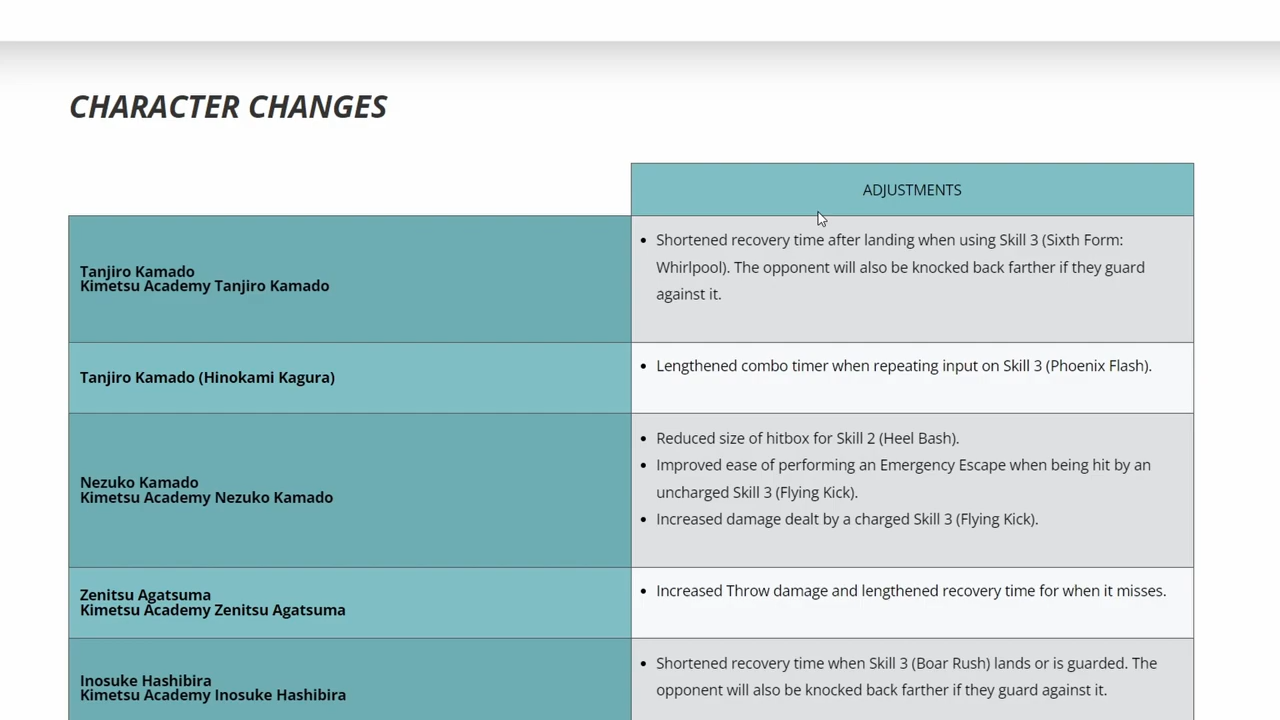 CHARACTER CHANGES
ADJUSTMENTS
Tanjiro Kamado
Kimetsu Academy Tanjiro Kamado
• Shortened recovery time after landing when using Skill 3 (Sixth Form:
Whirlpool). The opponent will also be knocked back farther if they guard
against it.
Tanjiro Kamado (Hinokami Kagura)
• Lengthened combo timer when repeating input on Skill 3 (Phoenix Flash).
Nezuko Kamado
Kimetsu Academy Nezuko Kamado
• Reduced size of hitbox for Skill 2 (Heel Bash).
• Improved ease of performing an Emergency Escape when being hit by an
uncharged Skill 3 (Flying Kick).
• Increased damage dealt by a charged Skill 3 (Flying Kick).
Zenitsu Agatsuma
Kimetsu Academy Zenitsu Agatsuma
• Increased Throw damage and lengthened recovery time for when it misses.
Inosuke Hashibira
Kimetsu Academy Inosuke Hashibira
• Shortened recovery time when Skill 3 (Boar Rush) lands or is guarded. The
opponent will also be knocked back farther if they guard against it.